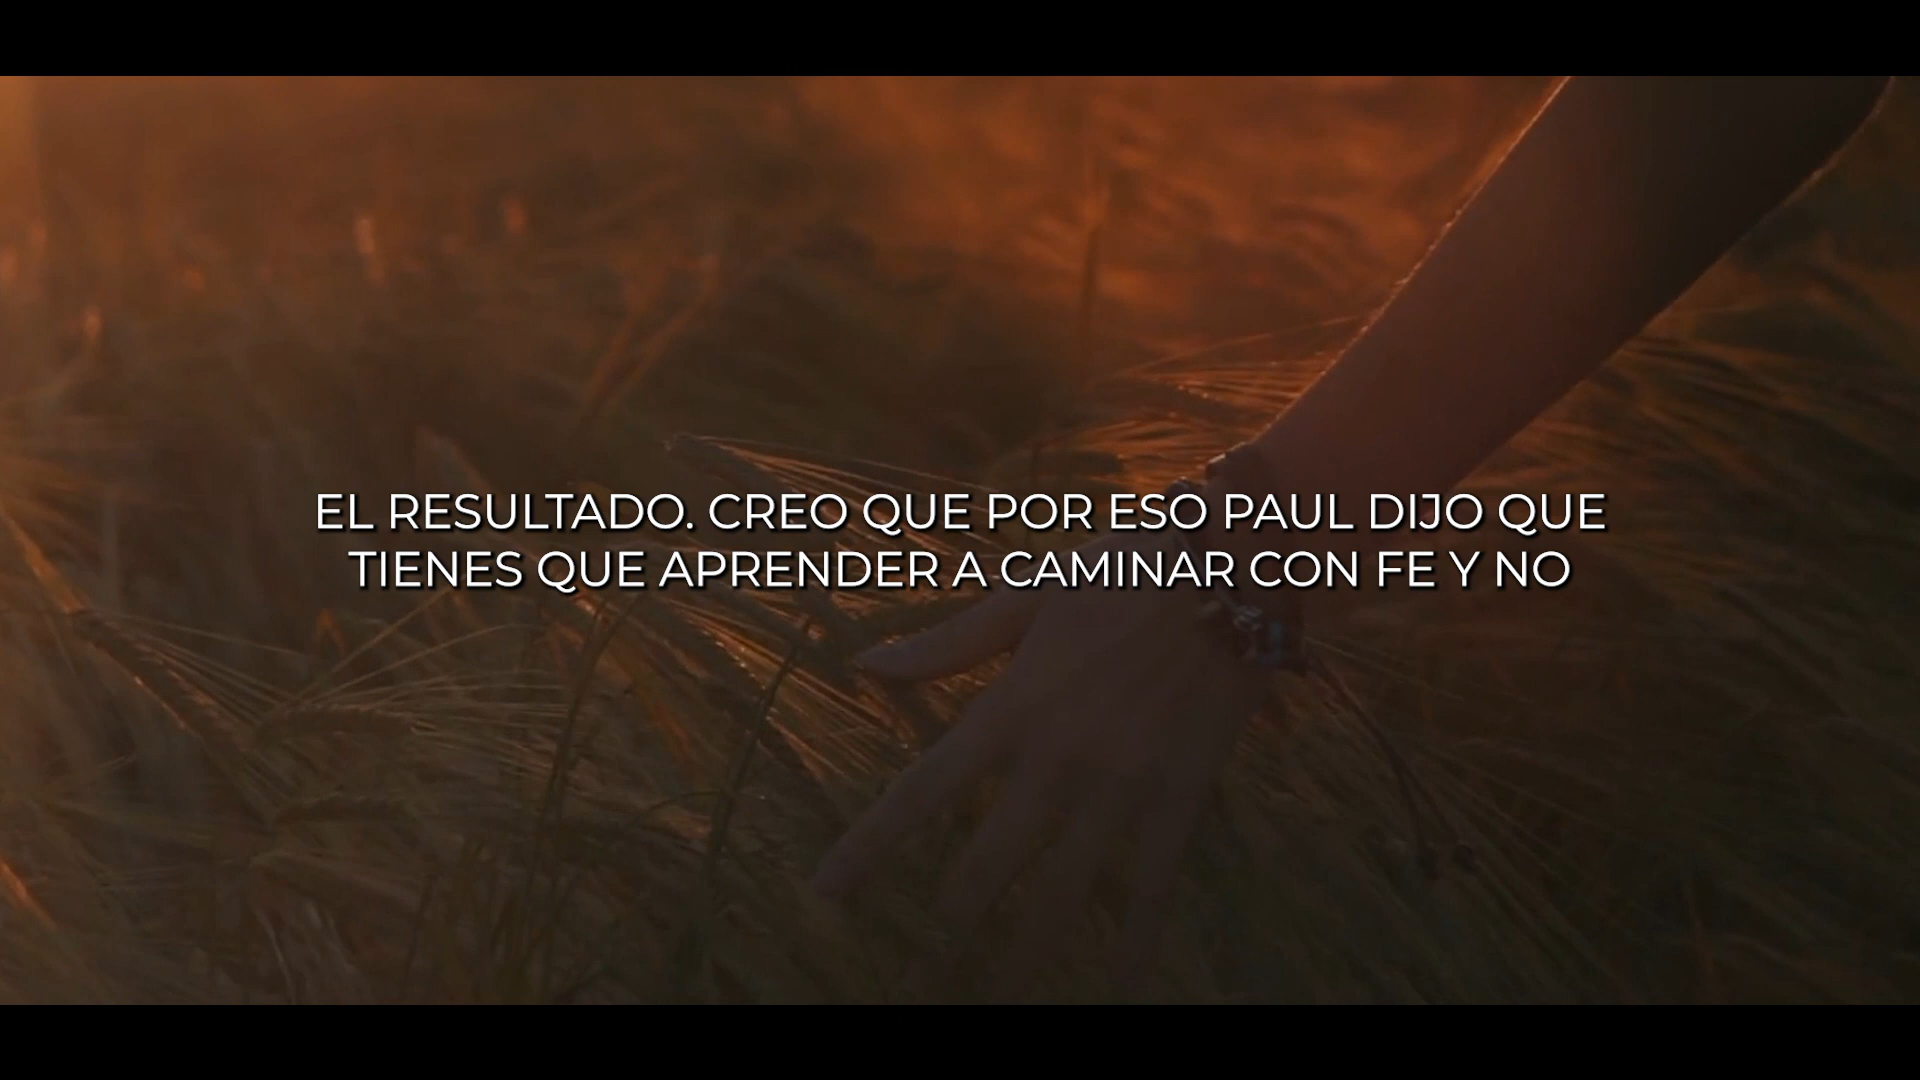 EL RESULTADO. CREO QUE POR ESO PAUL DIJO QUE
TIENES QUE APRENDER A CAMINAR CON FE Y NO